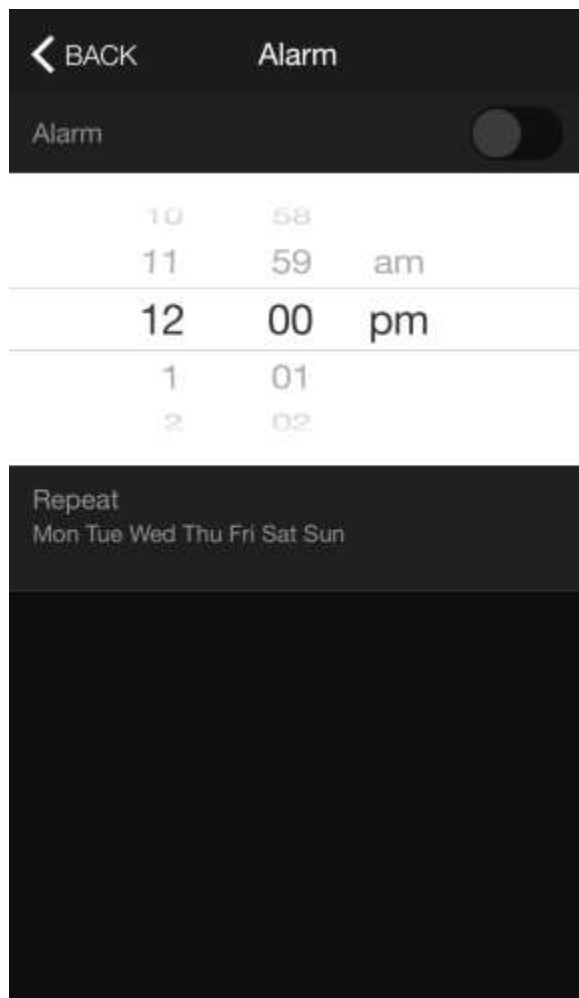 BACK Alarm
Alarm
10 58
11 59 am
12 00 pm
1 01
2 02
Repeat
Mon Tue Wed Thu Fri Sat Sun